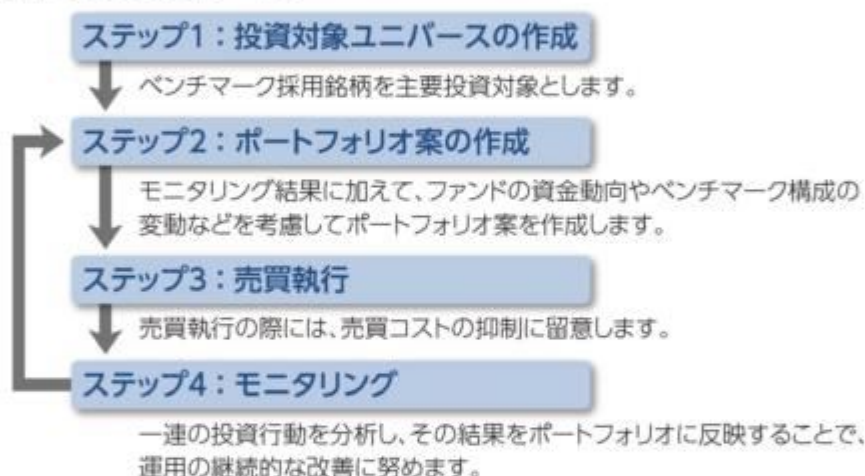 ステップ1：投資対象ユニバースの作成
ベンチマーク採用銘柄を主要投資対象とします。
ステップ2：ポートフォリオ案の作成
モニタリング結果に加えて、ファンドの資金動向やベンチマーク構成の
変動などを考慮してポートフォリオ案を作成します。
ステップ3：売買執行
売買執行の際には、売買コストの抑制に留意します。
ステップ4：モニタリング
一連の投資行動を分析し、その結果をポートフォリオに反映することで、
運用の継続的な改善に努めます。